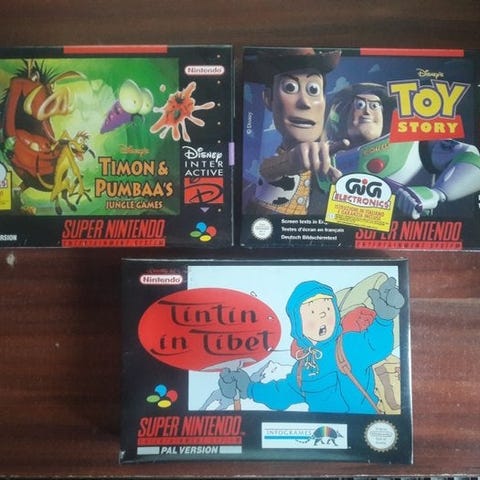 Nintendo
Disney's
TIMON &
PUMBAA'S
JUNGLE GAMES
DISNEY
INTER
ACTIVE
D
SUPER NINTENDO
ENTERTAINMENT SYSTEM
VERSION
Disney's
TOY
STORY
© Disney
GIG
ELECTRONICS
Screen texts in
Textes d'écran en français
Deutsch Bildschirmtext
SUPER NINTENDO
ENTERTAINMENT SYSTEM
Nintendo
Tintin
in Tibet
SUPER NINTENDO
ENTERTAINMENT SYSTEM
PAL VERSION
INFOGRAMES